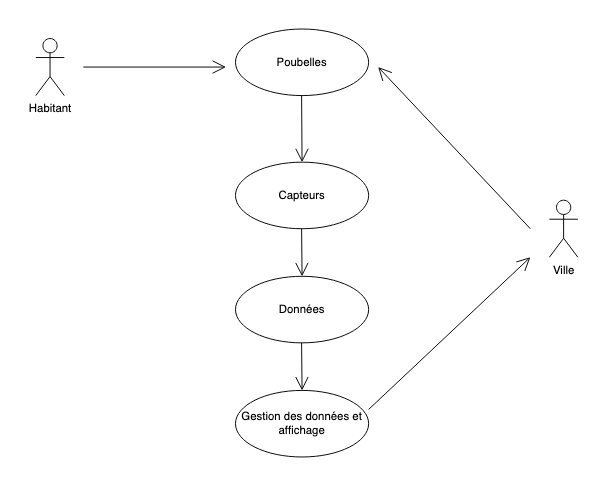 Poubelles
Habitant
Capteurs
Ville
Données
Gestion des données et
affichage